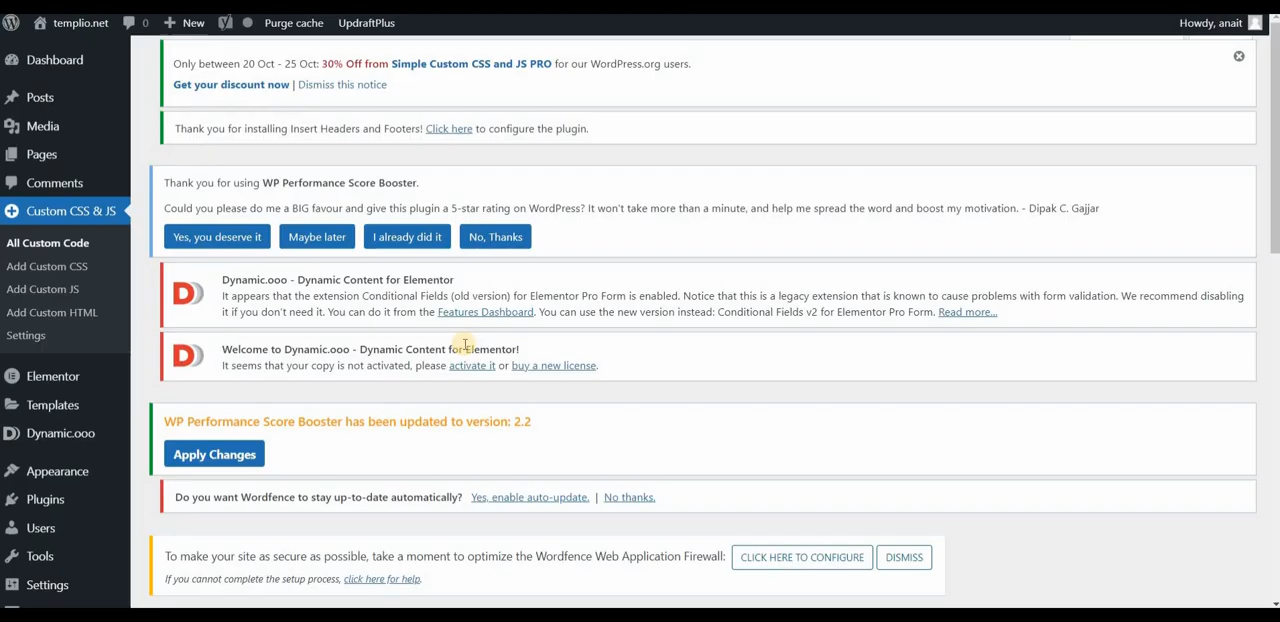 templio.net 0 New Purge cache UpdraftPlus Howdy, anait
Dashboard
Posts
Media
Pages
Comments
Custom CSS & JS
All Custom Code
Add Custom CSS
Add Custom JS
Add Custom HTML
Settings
Elementor
Templates
Dynamic.ooo
Appearance
Plugins
Users
Tools
Settings
Only between 20 Oct - 25 Oct: 30% Off from Simple Custom CSS and JS PRO for our WordPress.org users.
Get your discount now | Dismiss this notice
Thank you for installing Insert Headers and Footers! Click here to configure the plugin.
Thank you for using WP Performance Score Booster.
Could you please do me a BIG favour and give this plugin a 5-star rating on WordPress? It won't take more than a minute, and help me spread the word and boost my motivation. - Dipak C. Gajjar
Yes, you deserve it Maybe later I already did it No, Thanks
Dynamic.ooo - Dynamic Content for Elementor
It appears that the extension Conditional Fields (old version) for Elementor Pro Form is enabled. Notice that this is a legacy extension that is known to cause problems with form validation. We recommend disabling
it if you don't need it. You can do it from the Features Dashboard. You can use the new version instead: Conditional Fields v2 for Elementor Pro Form. Read more...
Welcome to Dynamic.ooo - Dynamic Content for Elementor!
It seems that your copy is not activated, please activate it or buy a new license.
WP Performance Score Booster has been updated to version: 2.2
Apply Changes
Do you want Wordfence to stay up-to-date automatically? Yes, enable auto-update. | No thanks.
To make your site as secure as possible, take a moment to optimize the Wordfence Web Application Firewall: CLICK HERE TO CONFIGURE DISMISS
If you cannot complete the setup process, click here for help.